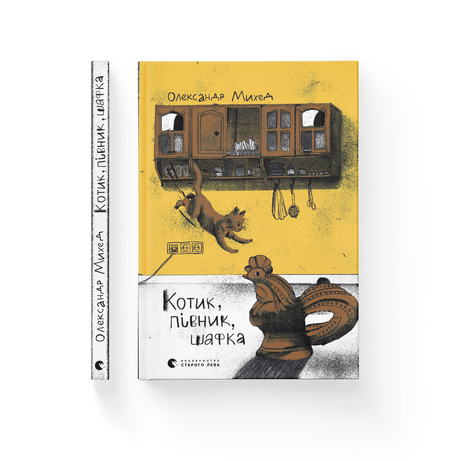 Олександр Михед Котик, півник, шафка
Олександр Михед
Котик,
півник,
шафка
видавництво
СТАРОГО ЛЕВА